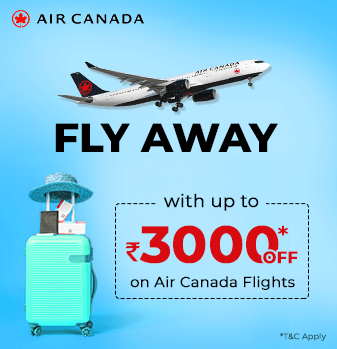 AIR CANADA
AIR CANADA
FLY AWAY
with up to
₹3000* OFF
on Air Canada Flights
*T&C Apply